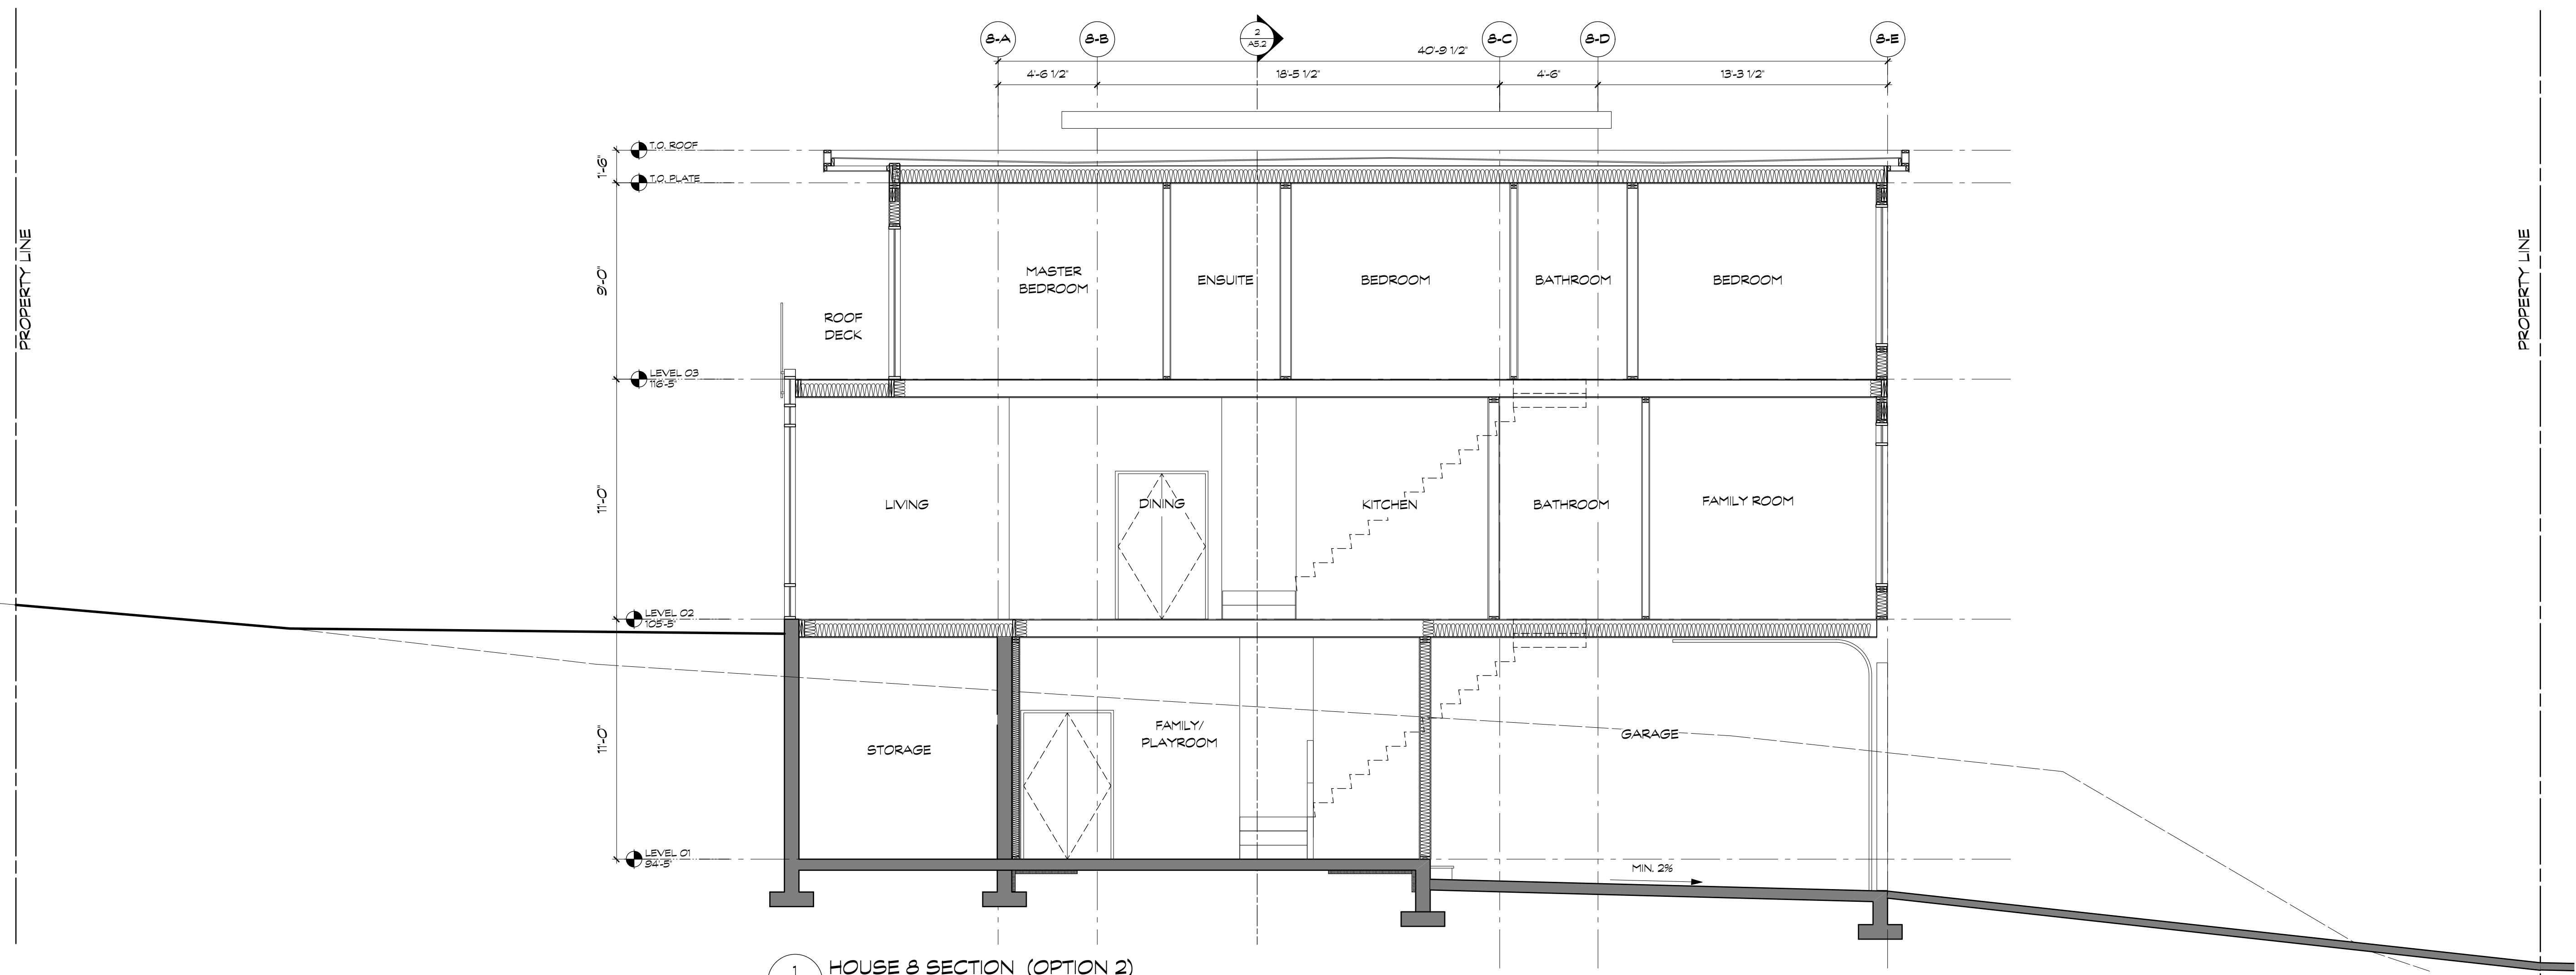 8-A
8-B
2
A5.2
8-C
8-D
8-E
40'-9 1/2"
4'-6 1/2"
18'-5 1/2"
4'-6"
13'-3 1/2"
T.O. ROOF
1'-6"
T.O. PLATE
PROPERTY LINE
PROPERTY LINE
9'-0"
MASTER
BEDROOM
ENSUITE
BEDROOM
BATHROOM
BEDROOM
ROOF
DECK
LEVEL 03
116'-5"
11'-0"
LIVING
DINING
KITCHEN
BATHROOM
FAMILY ROOM
LEVEL 02
105'-5"
11'-0"
STORAGE
FAMILY/
PLAYROOM
GARAGE
LEVEL 01
94'-5"
MIN. 2%
1
HOUSE 8 SECTION (OPTION 2)